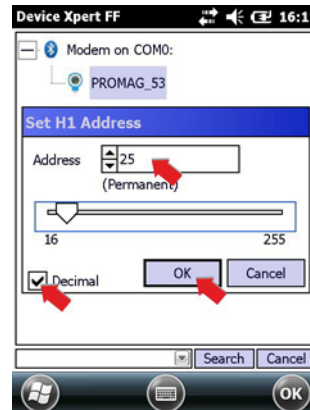 Device Xpert FF 16:1
Modem on COM0:
PROMAG_53
Set H1 Address
Address 25
(Permanent)
16 255
Decimal OK Cancel
Search Cancel
OK